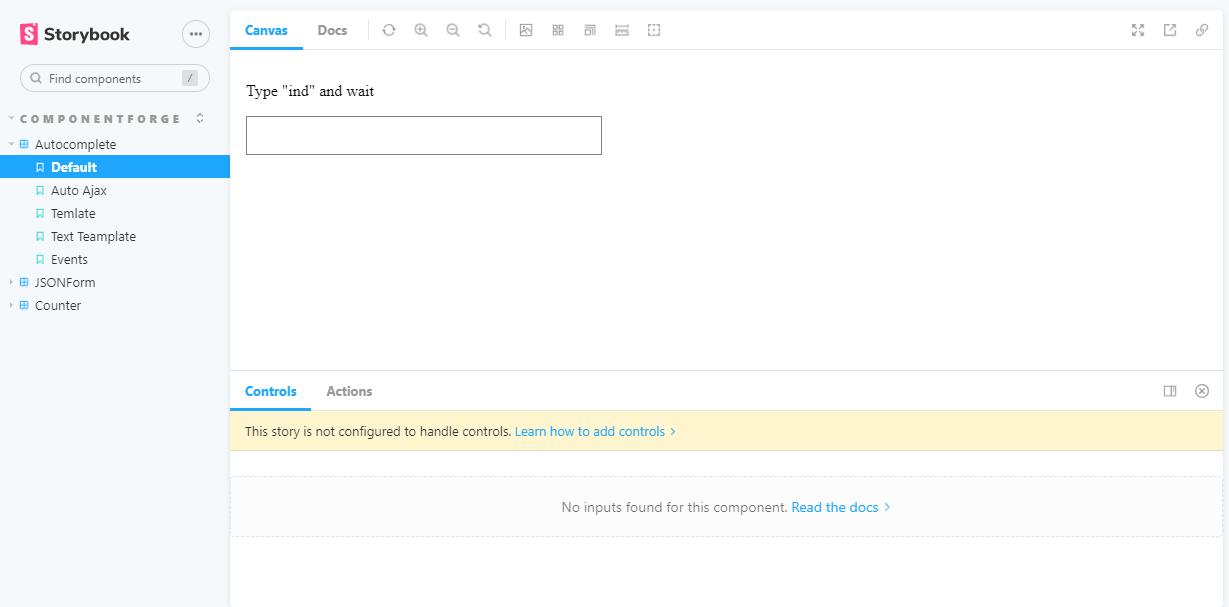 Storybook
Find components
/
COMPONENTFORGE
Autocomplete
Default
Auto Ajax
Temlate
Text Teamplate
Events
JSONForm
Counter
Canvas
Docs
Type "ind" and wait
Controls
Actions
This story is not configured to handle controls. Learn how to add controls
No inputs found for this component. Read the docs